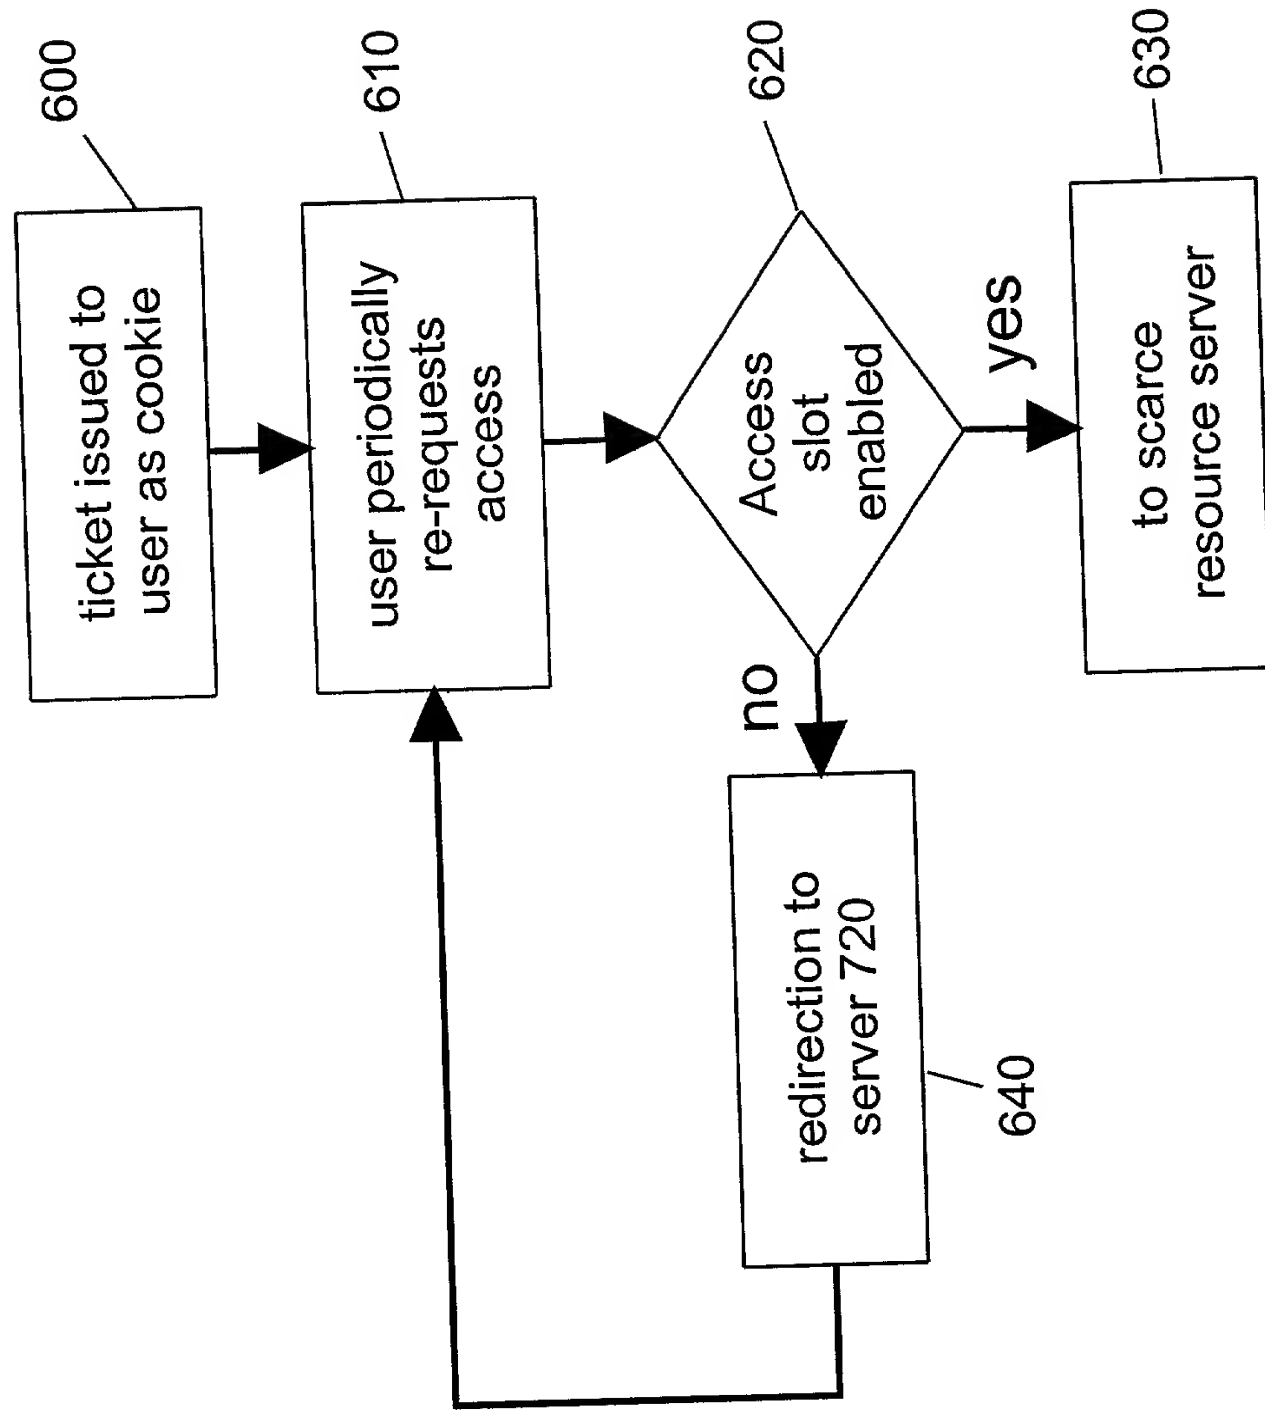 600
ticket issued to
user as cookie
610
user periodically
re-requests
access
620
Access
slot
enabled
no
yes
630
to scarce
resource server
redirection to
server 720
640